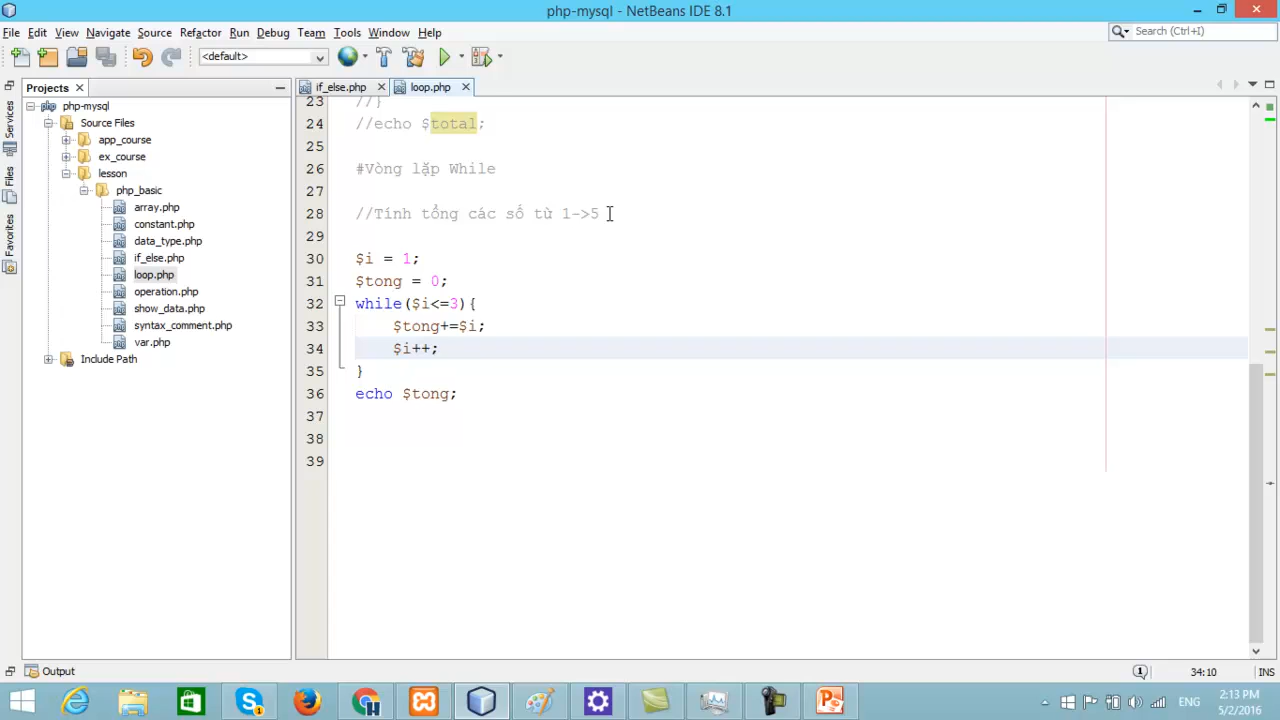 php-mysql - NetBeans IDE 8.1
File Edit View Navigate Source Refactor Run Debug Team Tools Window Help
Search (Ctrl+I)
<default>
Projects
if_else.php
loop.php
Services
Files
Favorites
php-mysql
Source Files
app_course
ex_course
lesson
php_basic
array.php
constant.php
data_type.php
if_else.php
loop.php
operation.php
show_data.php
syntax_comment.php
var.php
Include Path
23 //}
24 //echo $total;
25
26 #Vòng lặp While
27
28 //Tính tổng các số từ 1->5
29
30 $i = 1;
31 $tong = 0;
32 while($i<=3){
33 $tong+=$i;
34 $i++;
35 }
36 echo $tong;
37
38
39
Output
1
34:10
INS
ENG
2:13 PM
5/2/2016